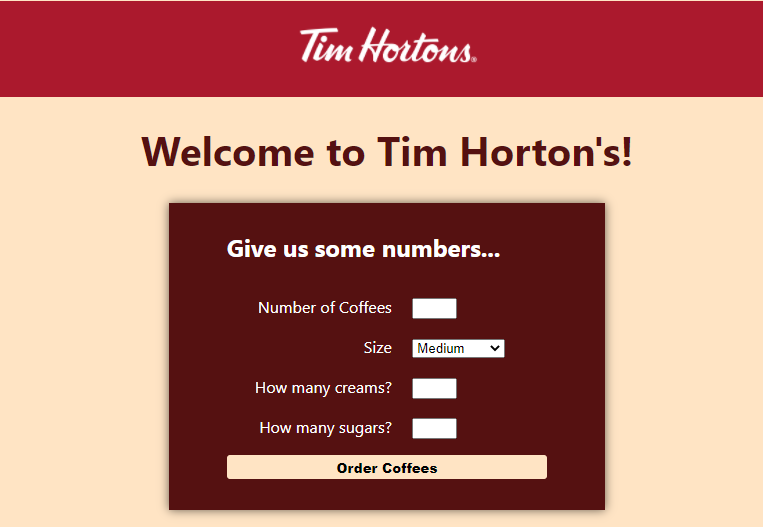 Tim Hortons®
Welcome to Tim Horton's!
Give us some numbers...
Number of Coffees
Size Medium
How many creams?
How many sugars?
Order Coffees